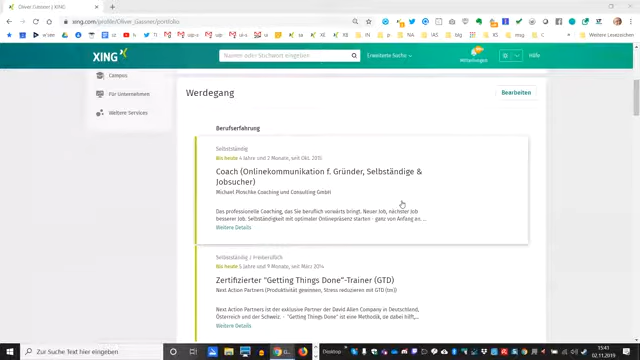 Oliver Gassner | XING
xing.com/profile/Oliver_Gassner/portfolio
Weitere Lesezeichen
XING
Namen oder Stichwort eingeben
Erweiterte Suche
Mitteilungen
Hilfe
Campus
Für Unternehmen
Weitere Services
Werdegang
Bearbeiten
Berufserfahrung
Selbstständig
Bis heute 4 Jahre und 2 Monate, seit Okt. 2015
Coach (Onlinekommunikation f. Gründer, Selbständige &
Jobsucher)
Michael Ploschke Coaching und Consulting GmbH
Das professionelle Coaching, das Sie beruflich vorwärts bringt. Neuer Job, nächster Job
besserer Job. Selbständigkeit mit optimaler Onlinepräsenz starten - ganz von Anfang an. ...
Weitere Details
Selbstständig / Freiberuflich
Bis heute 5 Jahre und 9 Monate, seit März 2014
Zertifizierter "Getting Things Done"-Trainer (GTD)
Next Action Partners (Produktivität gewinnen, Stress reduzieren mit GTD (tm))
Next Action Partners ist der exklusive Partner der David Allen Company in Deutschland,
Österreich und der Schweiz. - "Getting Things Done" ist eine Methodik, die dabei hilft,...
Weitere Details
Zur Suche Text hier eingeben
Desktop
15:41
02.11.2019